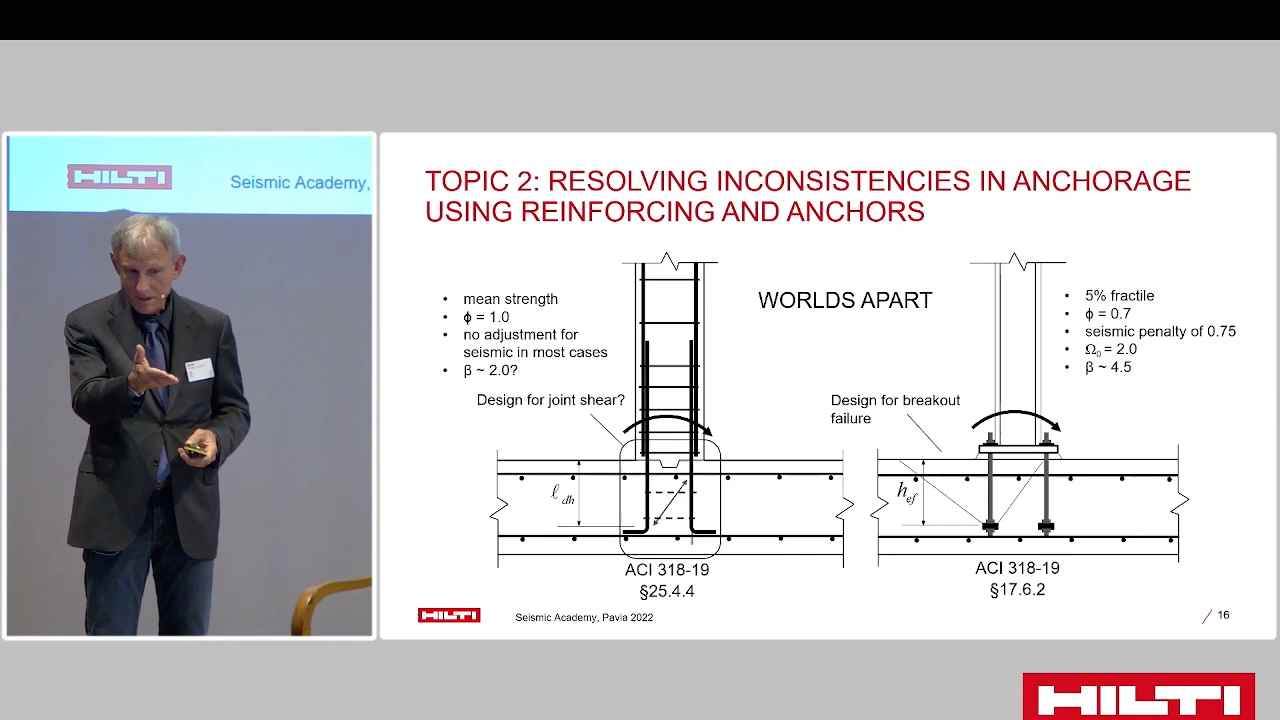 HILTI
Seismic Academy,
TOPIC 2: RESOLVING INCONSISTENCIES IN ANCHORAGE
USING REINFORCING AND ANCHORS
• mean strength
• ϕ = 1.0
• no adjustment for
seismic in most cases
• β ~ 2.0?
Design for joint shear?
ℓdh
ACI 318-19
§25.4.4
WORLDS APART
• 5% fractile
• ϕ = 0.7
• seismic penalty of 0.75
• Ω0 = 2.0
• β ~ 4.5
Design for breakout
failure
hef
ACI 318-19
§17.6.2
HILTI
Seismic Academy, Pavia 2022
/ 16
HILTI